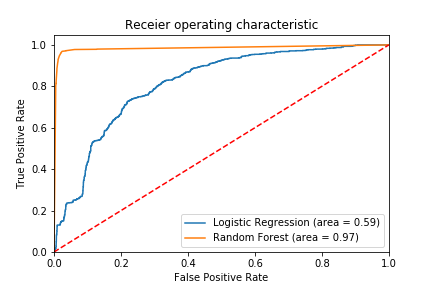 Receier operating characteristic
1.0
0.8
0.6
0.4
0.2
0.0
True Positive Rate
Logistic Regression (area = 0.59)
Random Forest (area = 0.97)
0.0 0.2 0.4 0.6 0.8 1.0
False Positive Rate